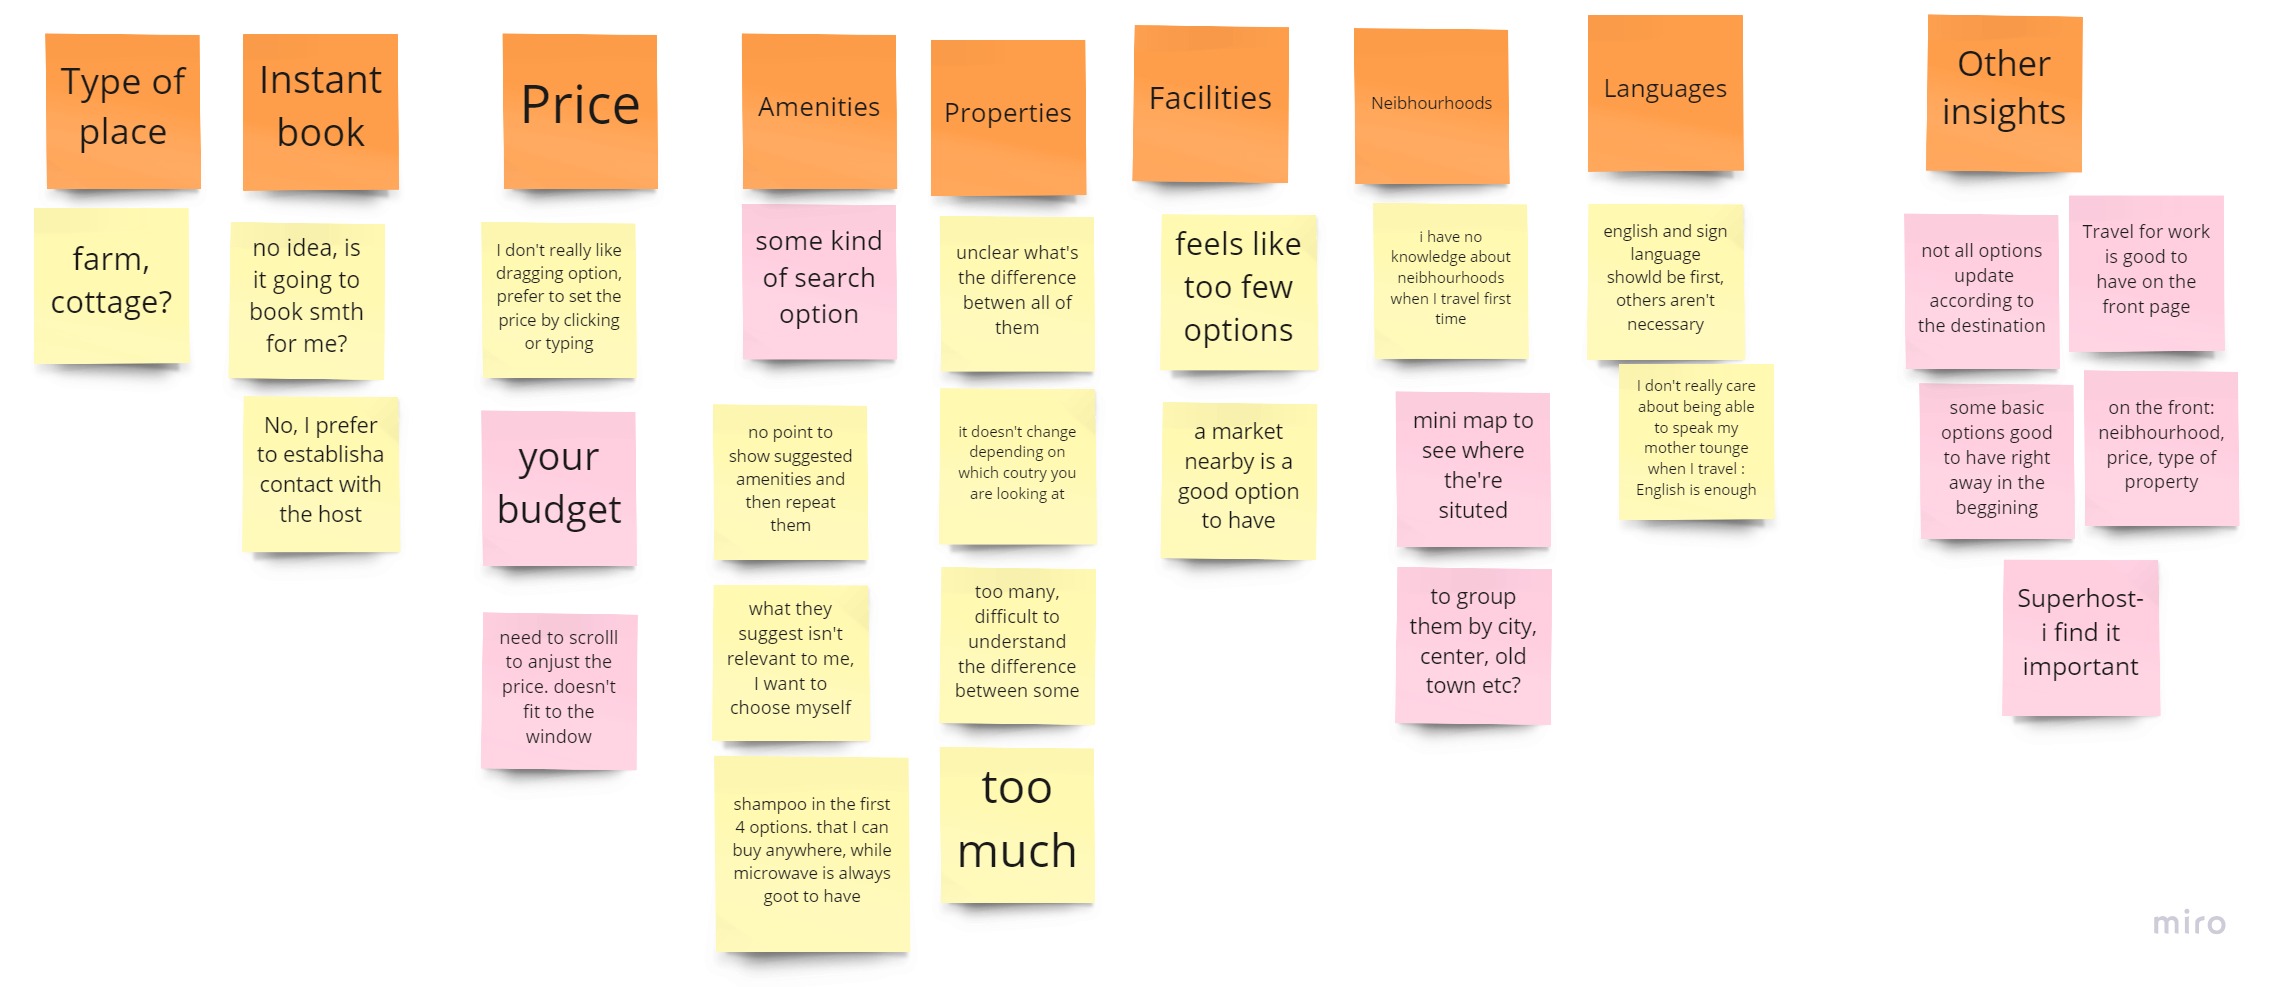 Type of
place
farm,
cottage?
Instant
book
no idea, is
it going to
book smth
for me?
No, I prefer
to establisha
contact with
the host
Price
I don't really like
dragging option,
prefer to set the
price by clicking
or typing
your
budget
need to scrolll
to anjust the
price. doesn't
fit to the
window
Amenities
some kind
of search
option
no point to
show suggested
amenities and
then repeat
them
what they
suggest isn't
relevant to me,
I want to
choose myself
shampoo in the first
4 options. that I can
buy anywhere, while
microwave is always
goot to have
Properties
unclear what's
the difference
betwen all of
them
it doesn't change
depending on
which coutry you
are looking at
too many,
difficult to
understand
the difference
between some
too
much
Facilities
feels like
too few
options
a market
nearby is a
good option
to have
Neibhourhoods
i have no
knowledge about
neibhourhoods
when I travel first
time
mini map to
see where
the're
situted
to group
them by city,
center, old
town etc?
Languages
english and sign
language
showld be first,
others aren't
necessary
I don't really care
about being able
to speak my
mother tounge
when I travel :
English is enough
Other
insights
not all options
update
according to
the destination
Travel for work
is good to
have on the
front page
some basic
options good
to have right
away in the
beggining
on the front:
neibhourhood,
price, type of
property
Superhost-
i find it
important
miro